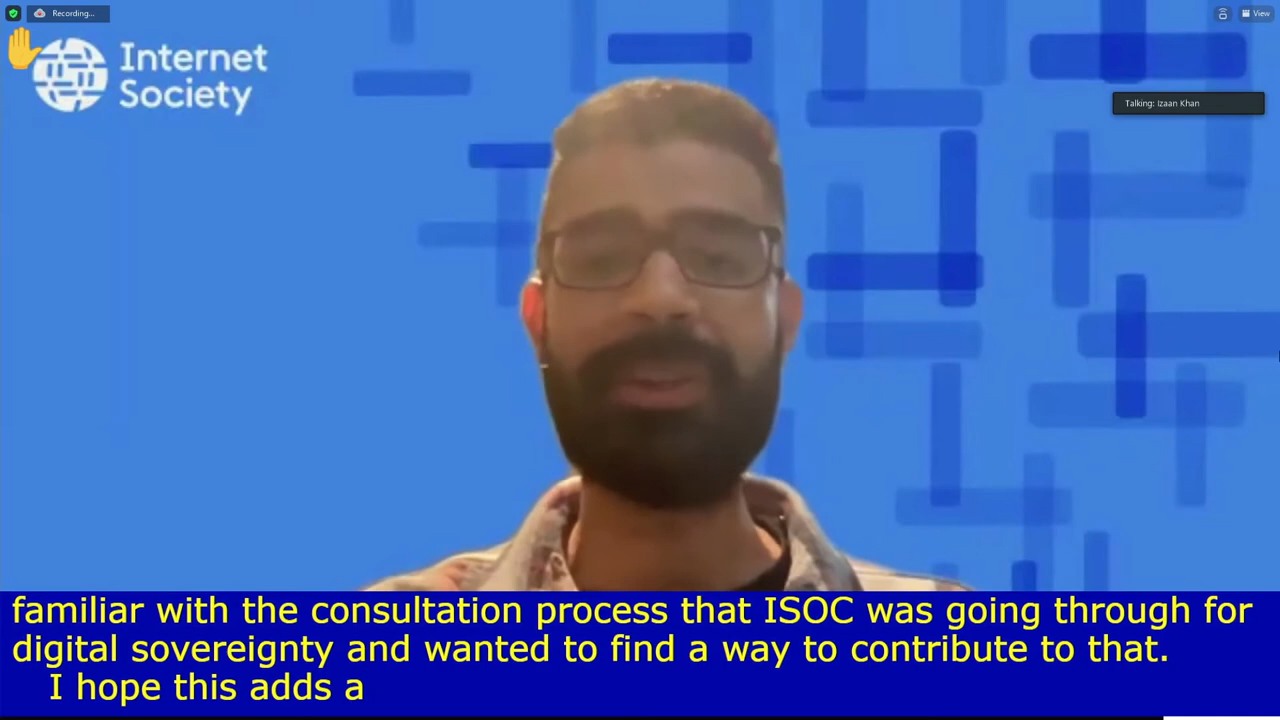 Recording...
View
Internet
Society
Talking: Izaan Khan
familiar with the consultation process that ISOC was going through for
digital sovereignty and wanted to find a way to contribute to that.
I hope this adds a